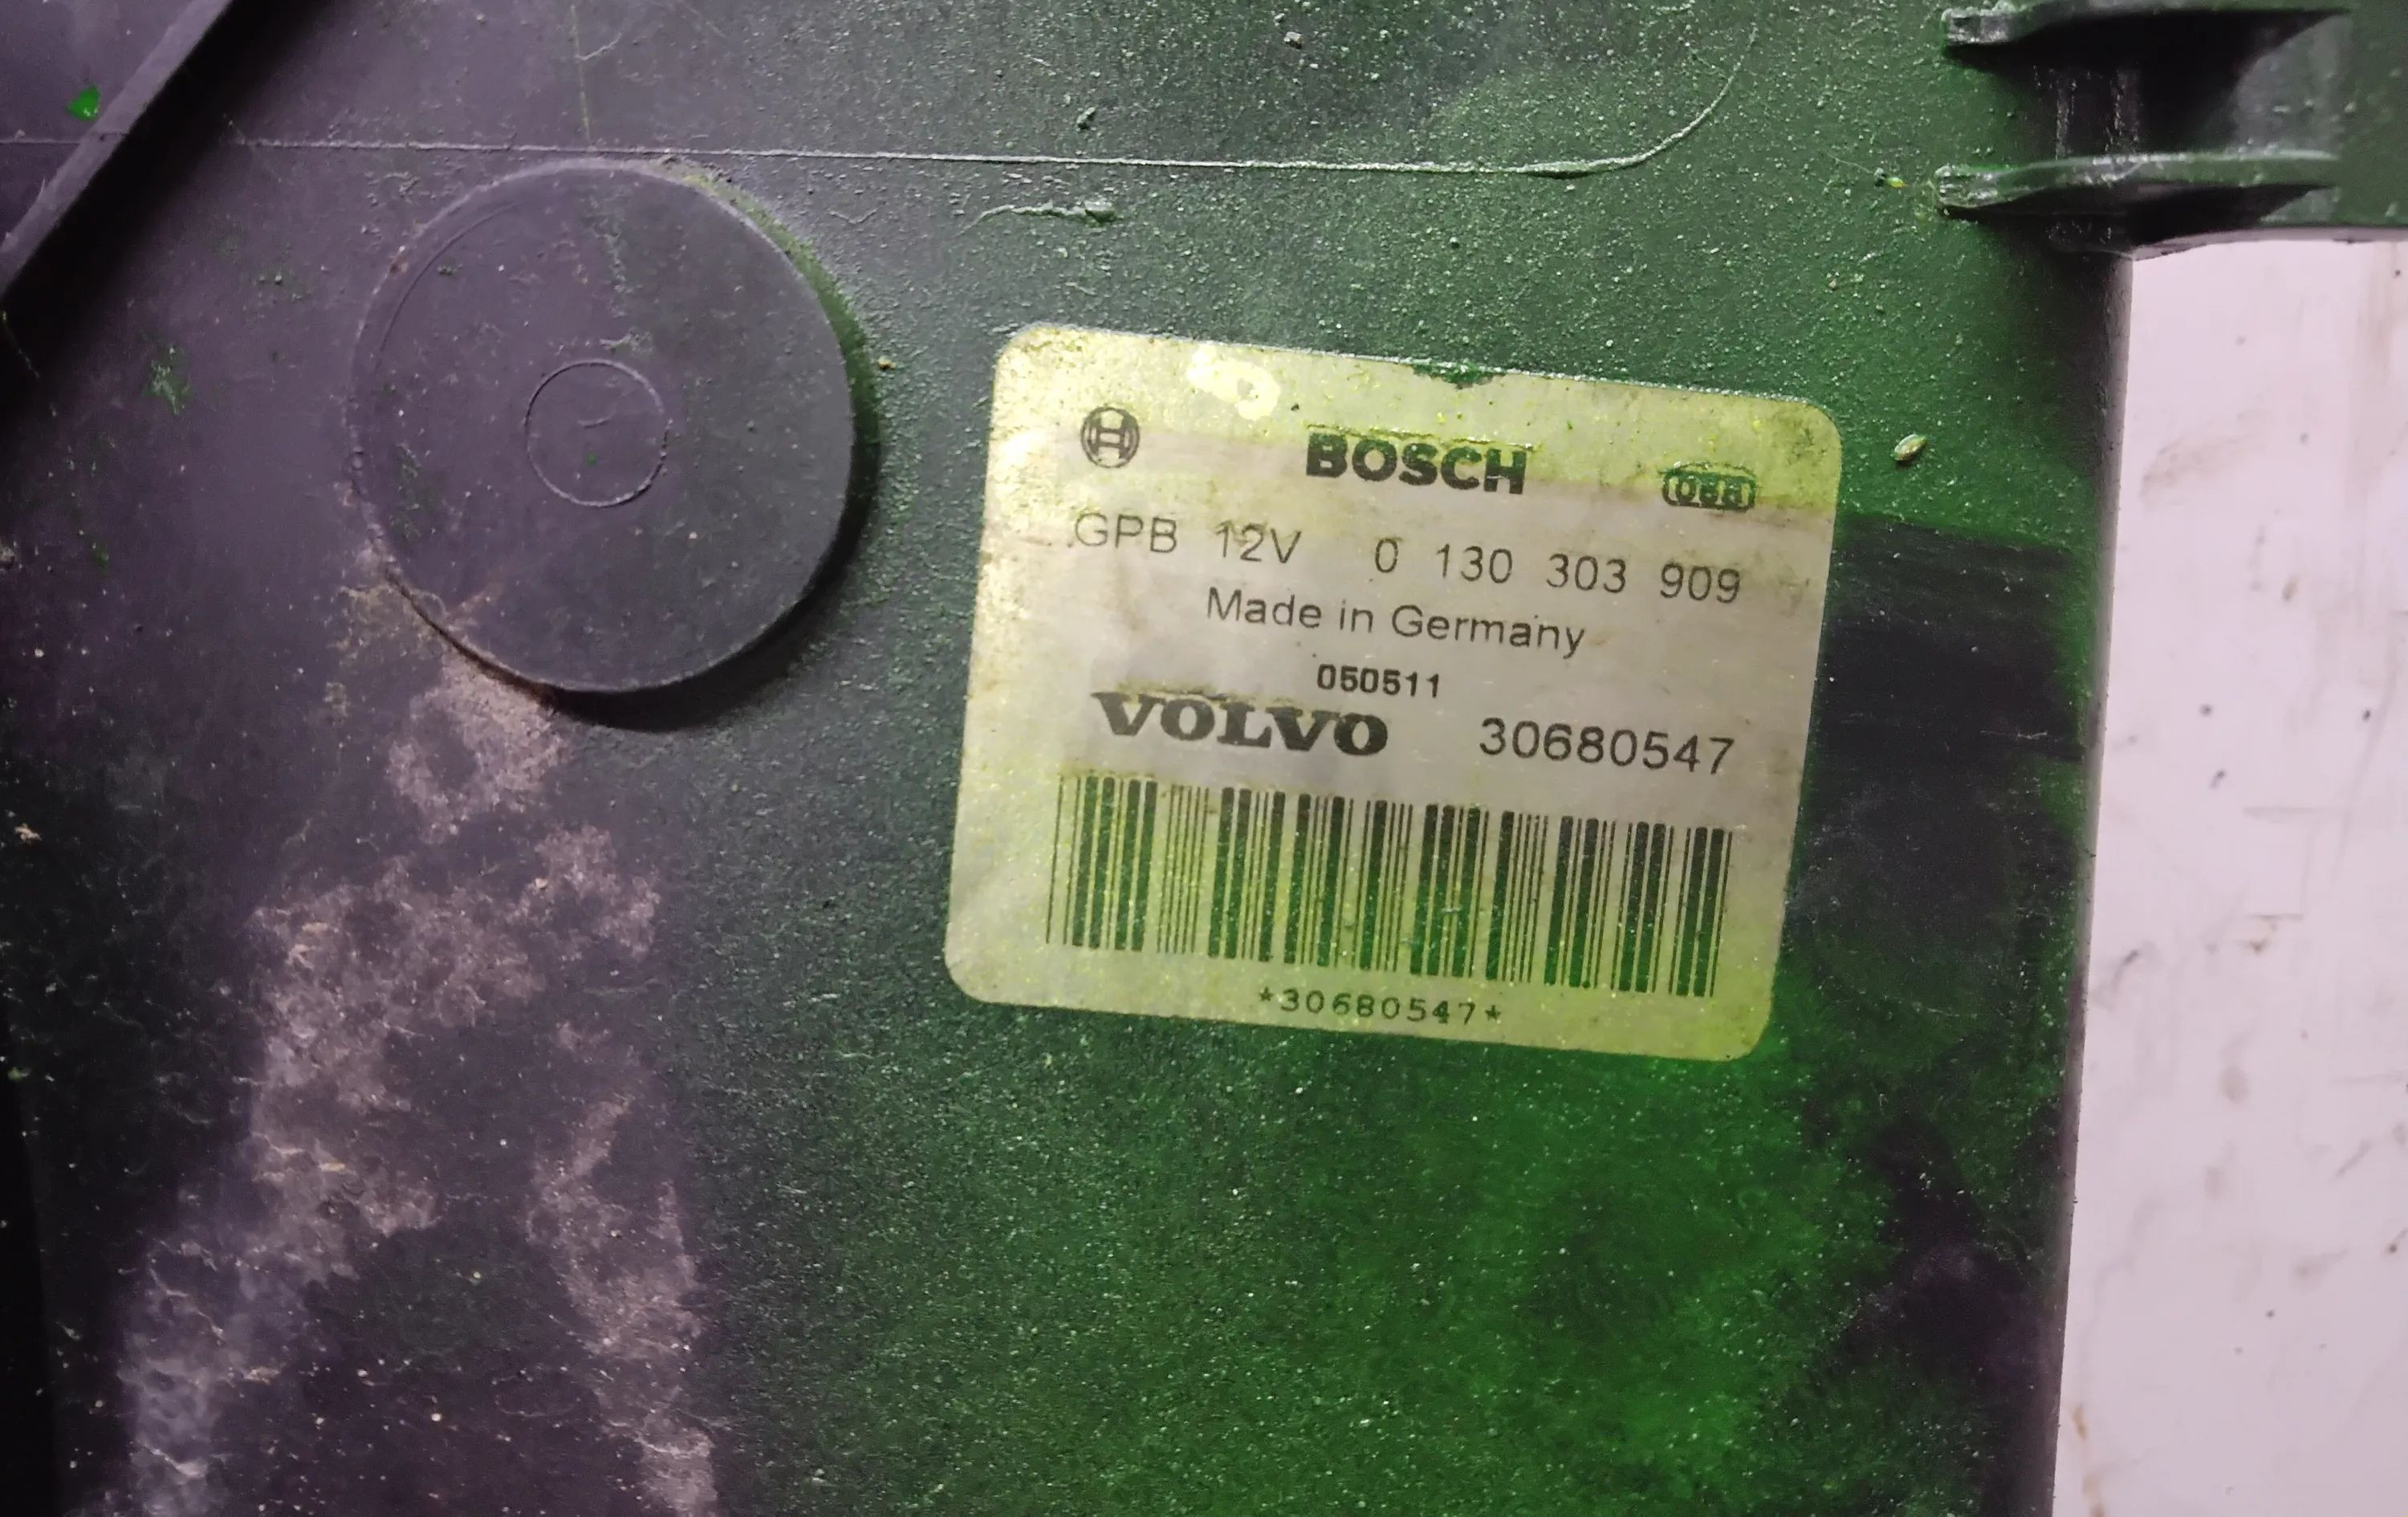 BOSCH
GPB 12V 0 130 303 909
Made in Germany
050511
VOLVO 30680547
*30680547*